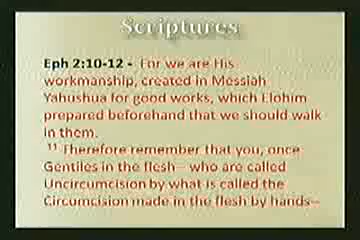 Scriptures
Eph 2:10-12 - For we are His
workmanship, created in Messiah
Yahushua for good works, which Elohim
prepared beforehand that we should walk
in them.
11 Therefore remember that you, once
Gentiles in the flesh-- who are called
Uncircumcision by what is called the
Circumcision made in the flesh by hands--